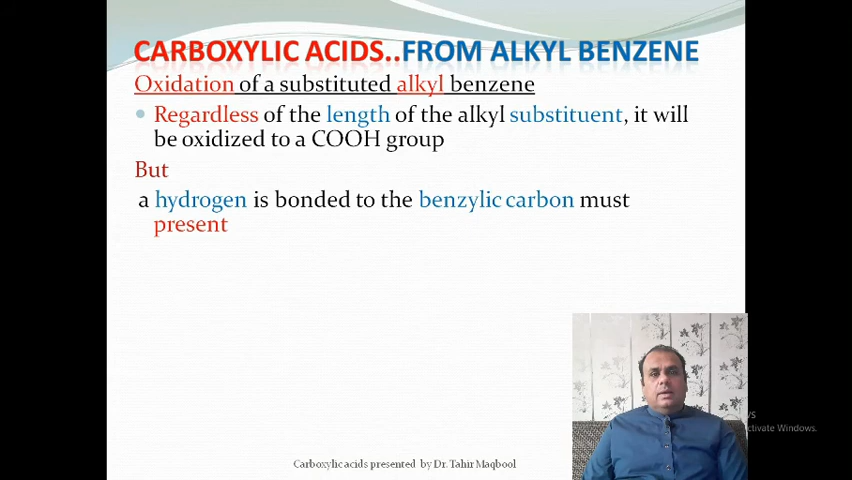 CARBOXYLIC ACIDS..FROM ALKYL BENZENE
Oxidation of a substituted alkyl benzene
• Regardless of the length of the alkyl substituent, it will
be oxidized to a COOH group
But
a hydrogen is bonded to the benzylic carbon must
present
ctivate Windows.
Carboxylic acids presented by Dr. Tahir Maqbool